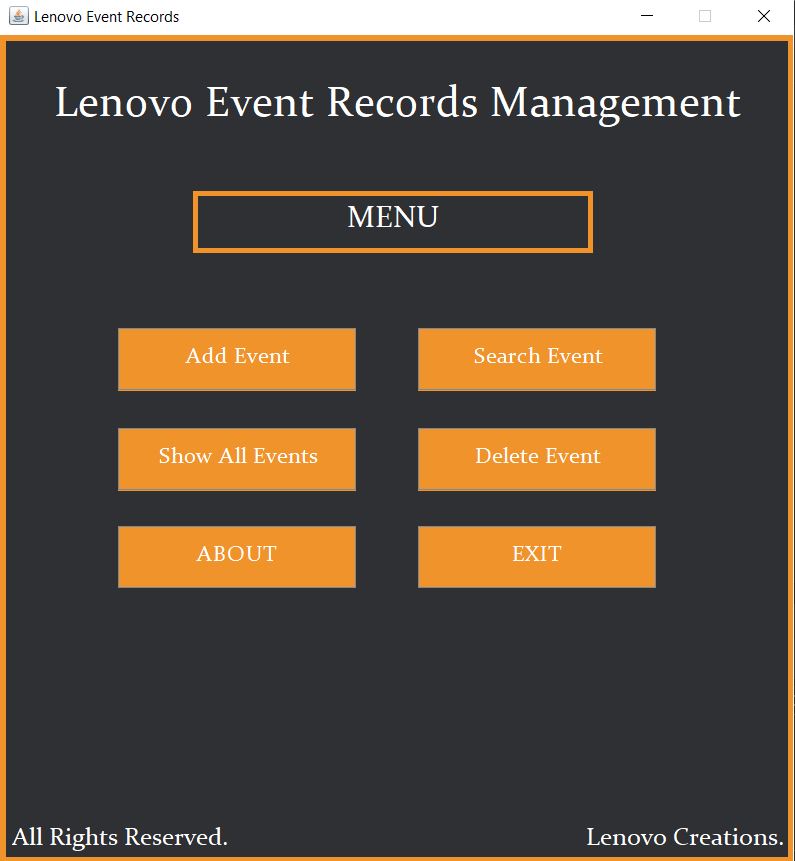 Lenovo Event Records
Lenovo Event Records Management
MENU
Add Event
Search Event
Show All Events
Delete Event
ABOUT
EXIT
All Rights Reserved.
Lenovo Creations.